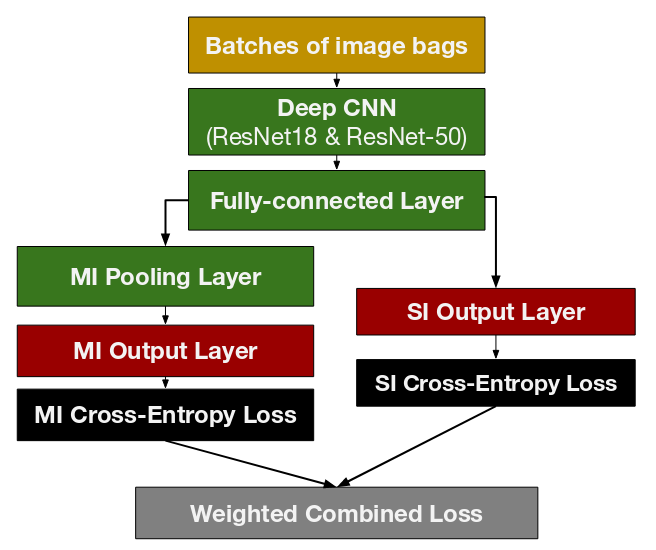 Batches of image bags
Deep CNN
(ResNet18 & ResNet-50)
Fully-connected Layer
MI Pooling Layer
MI Output Layer
MI Cross-Entropy Loss
SI Output Layer
SI Cross-Entropy Loss
Weighted Combined Loss